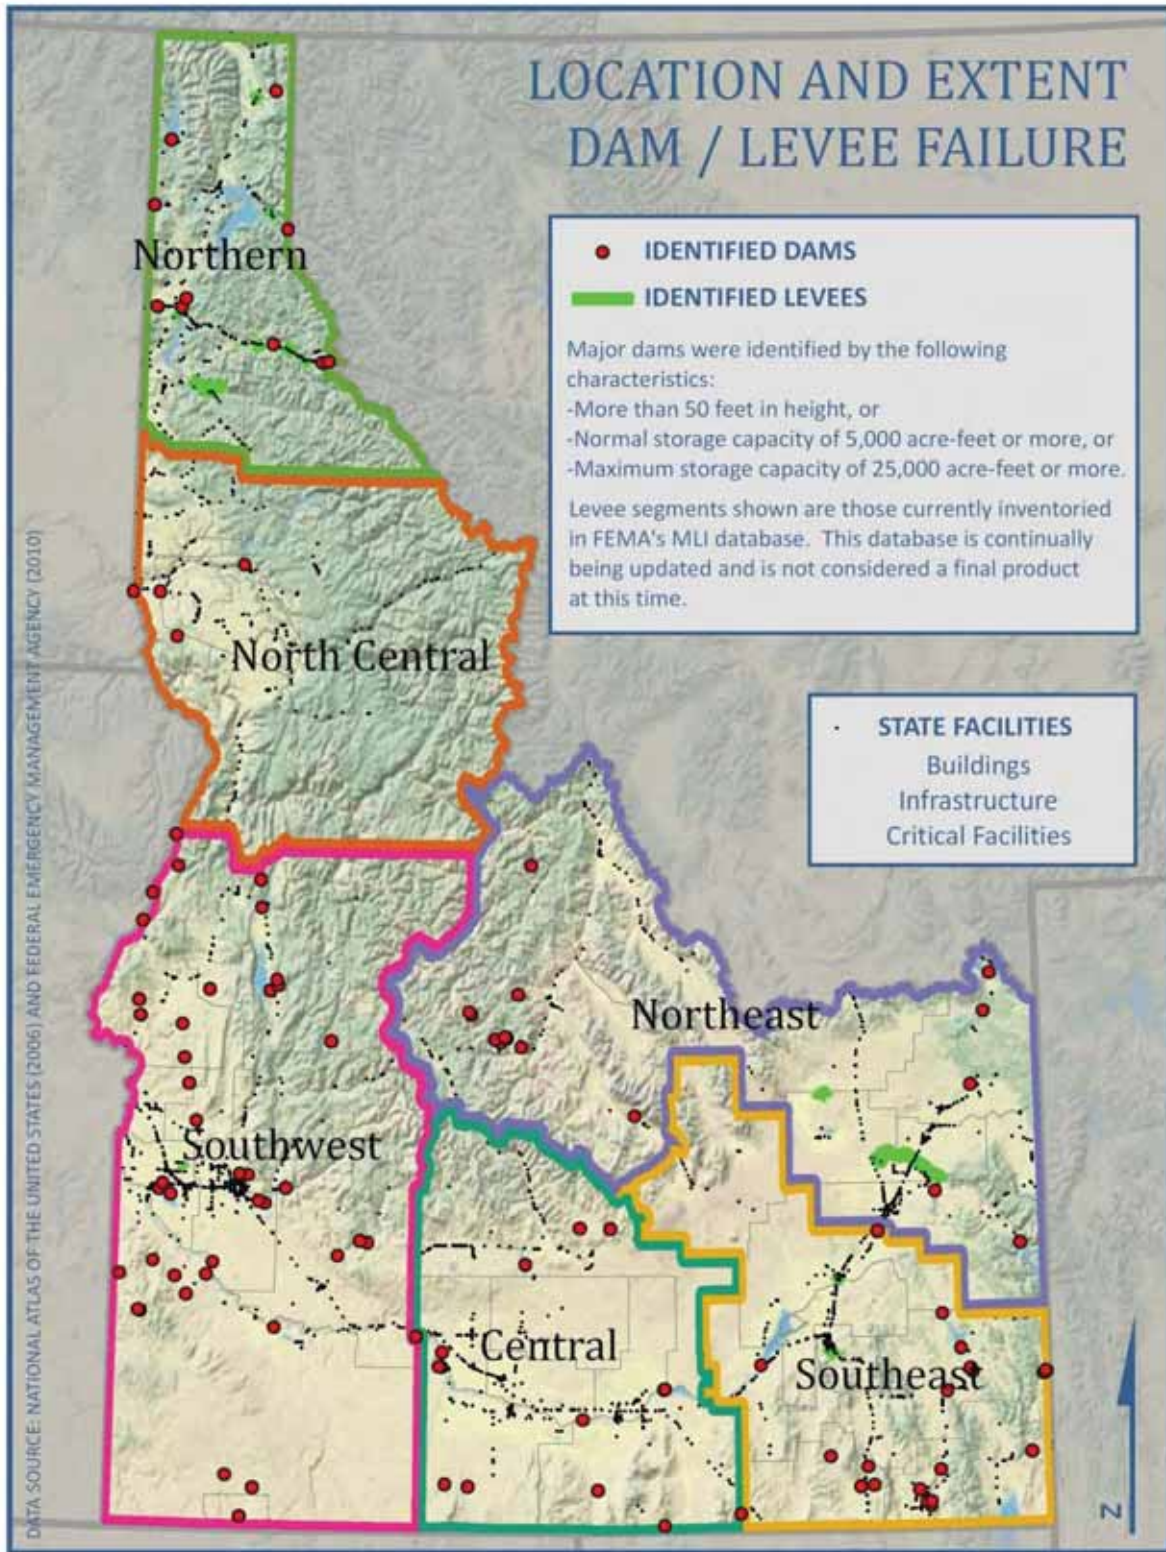 LOCATION AND EXTENT
DAM / LEVEE FAILURE
IDENTIFIED DAMS
IDENTIFIED LEVEES
Major dams were identified by the following
characteristics:
-More than 50 feet in height, or
-Normal storage capacity of 5,000 acre-feet or more, or
-Maximum storage capacity of 25,000 acre-feet or more.
Levee segments shown are those currently inventoried
in FEMA's MLI database. This database is continually
being updated and is not considered a final product
at this time.
STATE FACILITIES
Buildings
Infrastructure
Critical Facilities
Northern
North Central
Northeast
Southwest
Central
Southeast
N
DATA SOURCE: NATIONAL ATLAS OF THE UNITED STATES (2006) AND FEDERAL EMERGENCY MANAGEMENT AGENCY (2010)